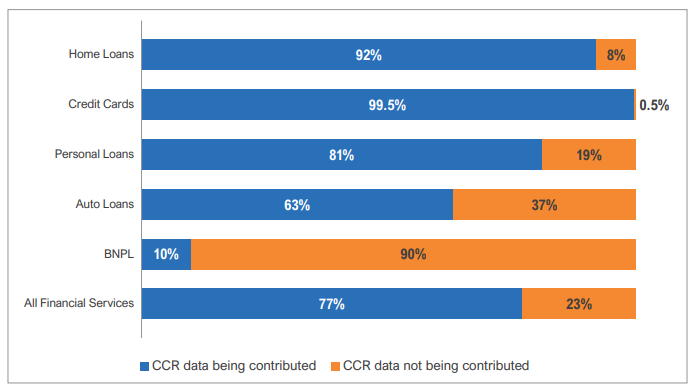 Home Loans 92% 8%
Credit Cards 99.5% 0.5%
Personal Loans 81% 19%
Auto Loans 63% 37%
BNPL 10% 90%
All Financial Services 77% 23%
CCR data being contributed CCR data not being contributed